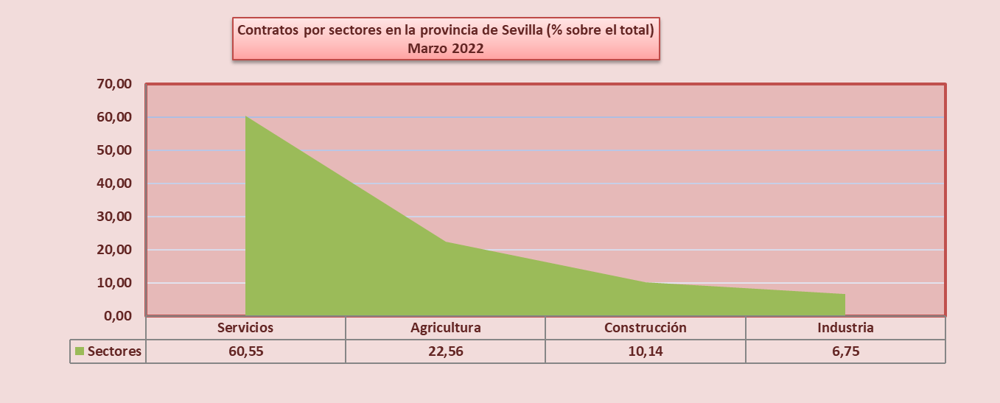 Contratos por sectores en la provincia de Sevilla (% sobre el total)
Marzo 2022
70,00
60,00
50,00
40,00
30,00
20,00
10,00
0,00
Servicios Agricultura Construcción Industria
Sectores 60,55 22,56 10,14 6,75